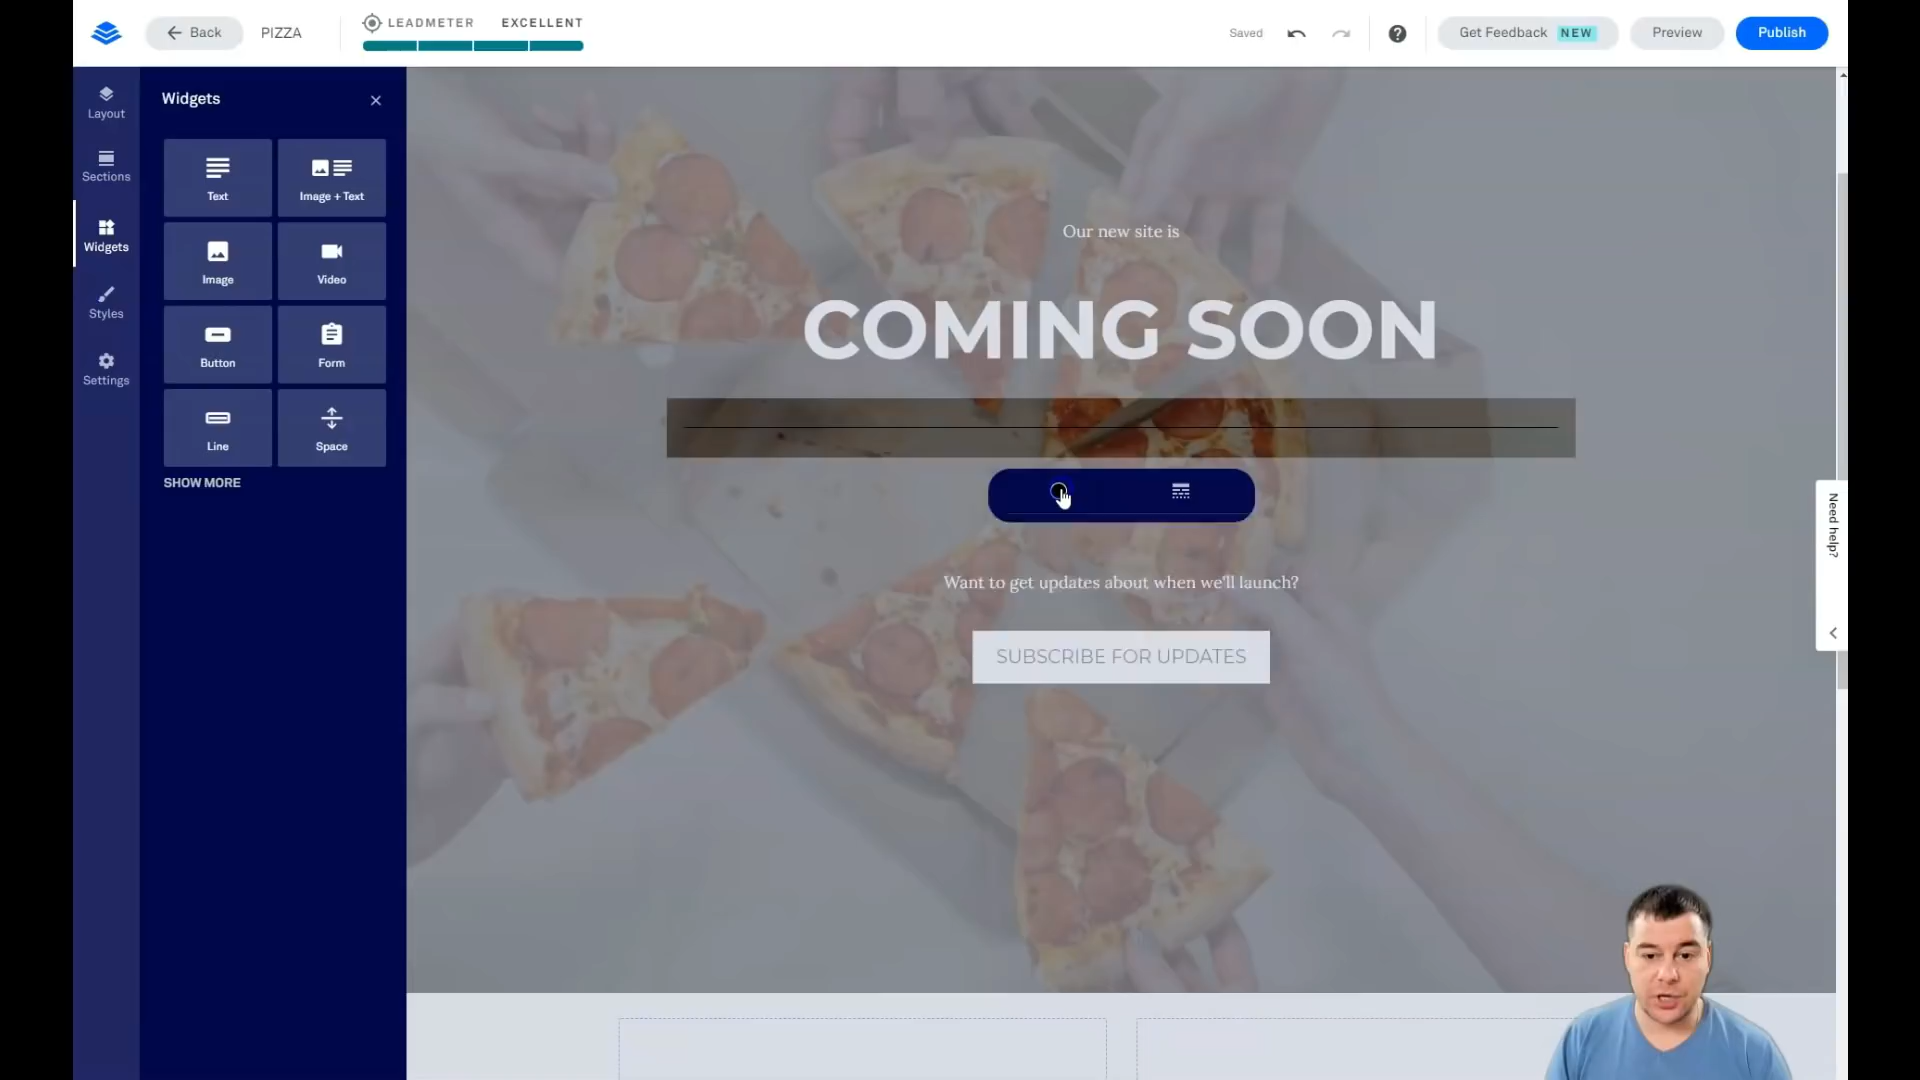 Back
PIZZA
LEADMETER EXCELLENT
Saved
Get Feedback NEW
Preview
Publish
Layout
Sections
Widgets
Styles
Settings
Widgets
Text
Image + Text
Image
Video
Button
Form
Line
Space
SHOW MORE
Our new site is
COMING SOON
Want to get updates about when we'll launch?
SUBSCRIBE FOR UPDATES
Need help?